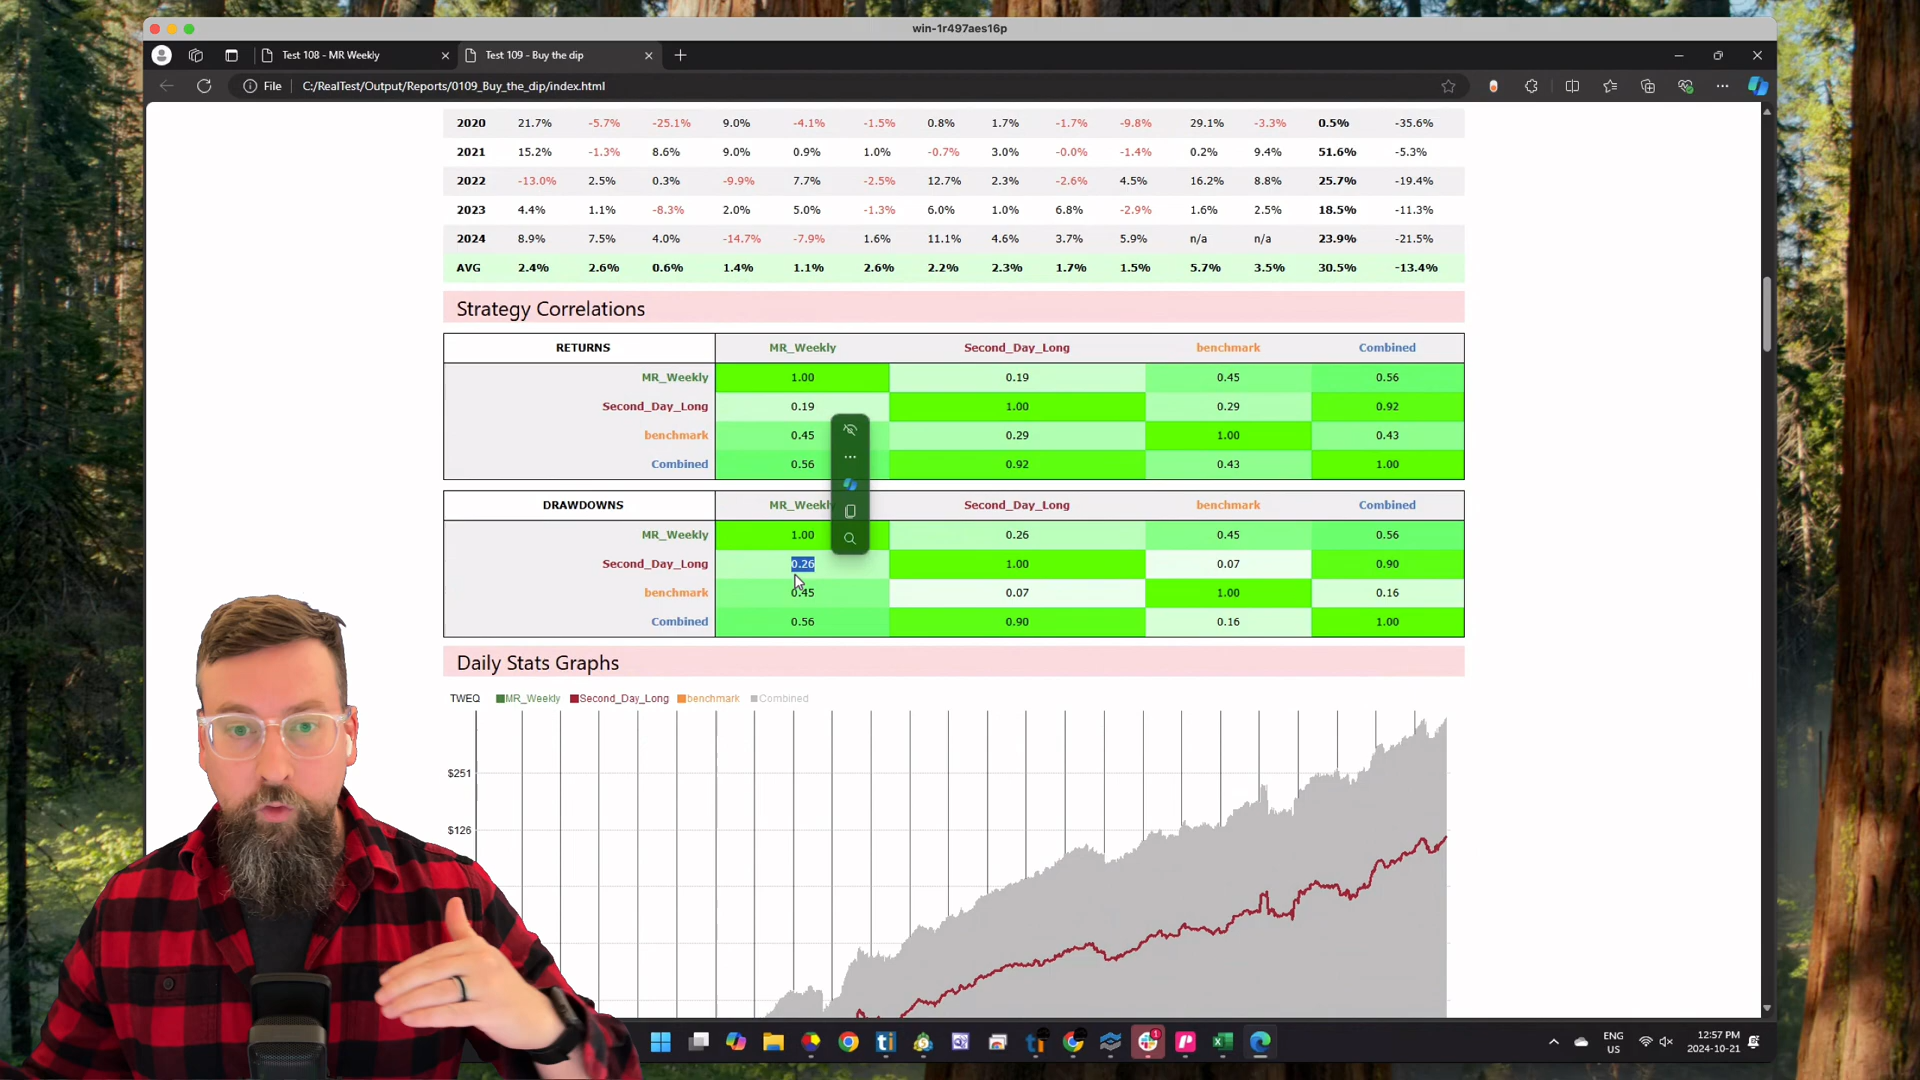 win-1r497aes16p
Test 108 - MR Weekly
Test 109 - Buy the dip
File C:/RealTest/Output/Reports/0109_Buy_the_dip/index.html
2020 21.7% -5.7% -25.1% 9.0% -4.1% -1.5% 0.8% 1.7% -1.7% -9.8% 29.1% -3.3% 0.5% -35.6%
2021 15.2% -1.3% 8.6% 9.0% 0.9% 1.0% -0.7% 3.0% -0.0% -1.4% 0.2% 9.4% 51.6% -5.3%
2022 -13.0% 2.5% 0.3% -9.9% 7.7% -2.5% 12.7% 2.3% -2.6% 4.5% 16.2% 8.8% 25.7% -19.4%
2023 4.4% 1.1% -8.3% 2.0% 5.0% -1.3% 6.0% 1.0% 6.8% -2.9% 1.6% 2.5% 18.5% -11.3%
2024 8.9% 7.5% 4.0% -14.7% -7.9% 1.6% 11.1% 4.6% 3.7% 5.9% n/a n/a 23.9% -21.5%
AVG 2.4% 2.6% 0.6% 1.4% 1.1% 2.6% 2.2% 2.3% 1.7% 1.5% 5.7% 3.5% 30.5% -13.4%
Strategy Correlations
RETURNS MR_Weekly Second_Day_Long benchmark Combined
MR_Weekly 1.00 0.19 0.45 0.56
Second_Day_Long 0.19 1.00 0.29 0.92
benchmark 0.45 0.29 1.00 0.43
Combined 0.56 0.92 0.43 1.00
DRAWDOWNS MR_Weekly Second_Day_Long benchmark Combined
MR_Weekly 1.00 0.26 0.45 0.56
Second_Day_Long 0.26 1.00 0.07 0.90
benchmark 0.45 0.07 1.00 0.16
Combined 0.56 0.90 0.16 1.00
Daily Stats Graphs
TWEQ MR_Weekly Second_Day_Long benchmark Combined
$251
$126
ENG
US
12:57 PM
2024-10-21